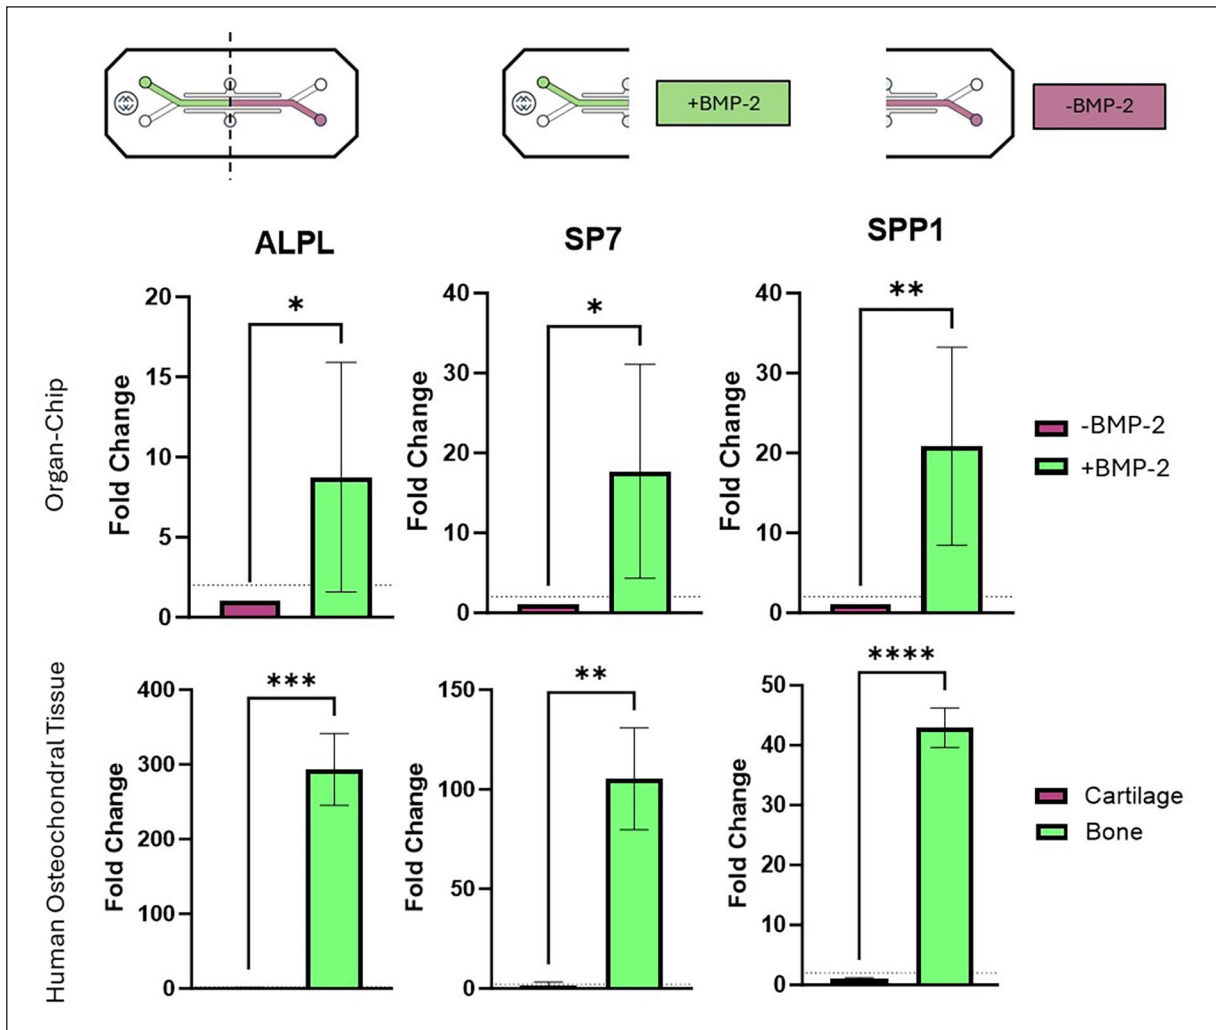 +BMP-2
-BMP-2
ALPL
SP7
SPP1
Organ-Chip
Fold Change
20
15
10
5
0
*
Fold Change
40
30
20
10
0
*
Fold Change
40
30
20
10
0
**
-BMP-2
+BMP-2
Human Osteochondral Tissue
Fold Change
400
300
200
100
0
***
Fold Change
150
100
50
0
**
Fold Change
50
40
30
20
10
0
****
Cartilage
Bone